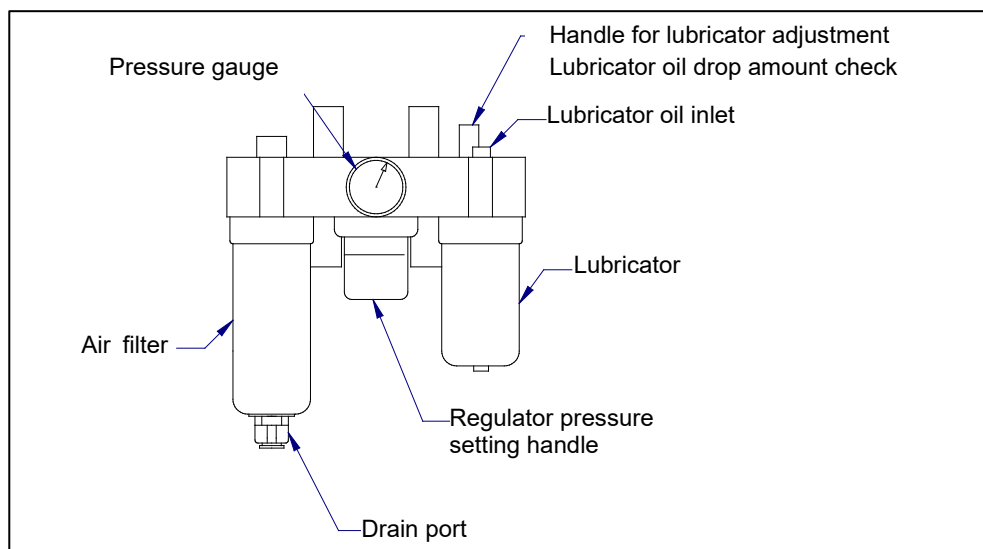 Handle for lubricator adjustment
Pressure gauge
Lubricator oil drop amount check
Lubricator oil inlet
Lubricator
Air filter
Regulator pressure
setting handle
Drain port